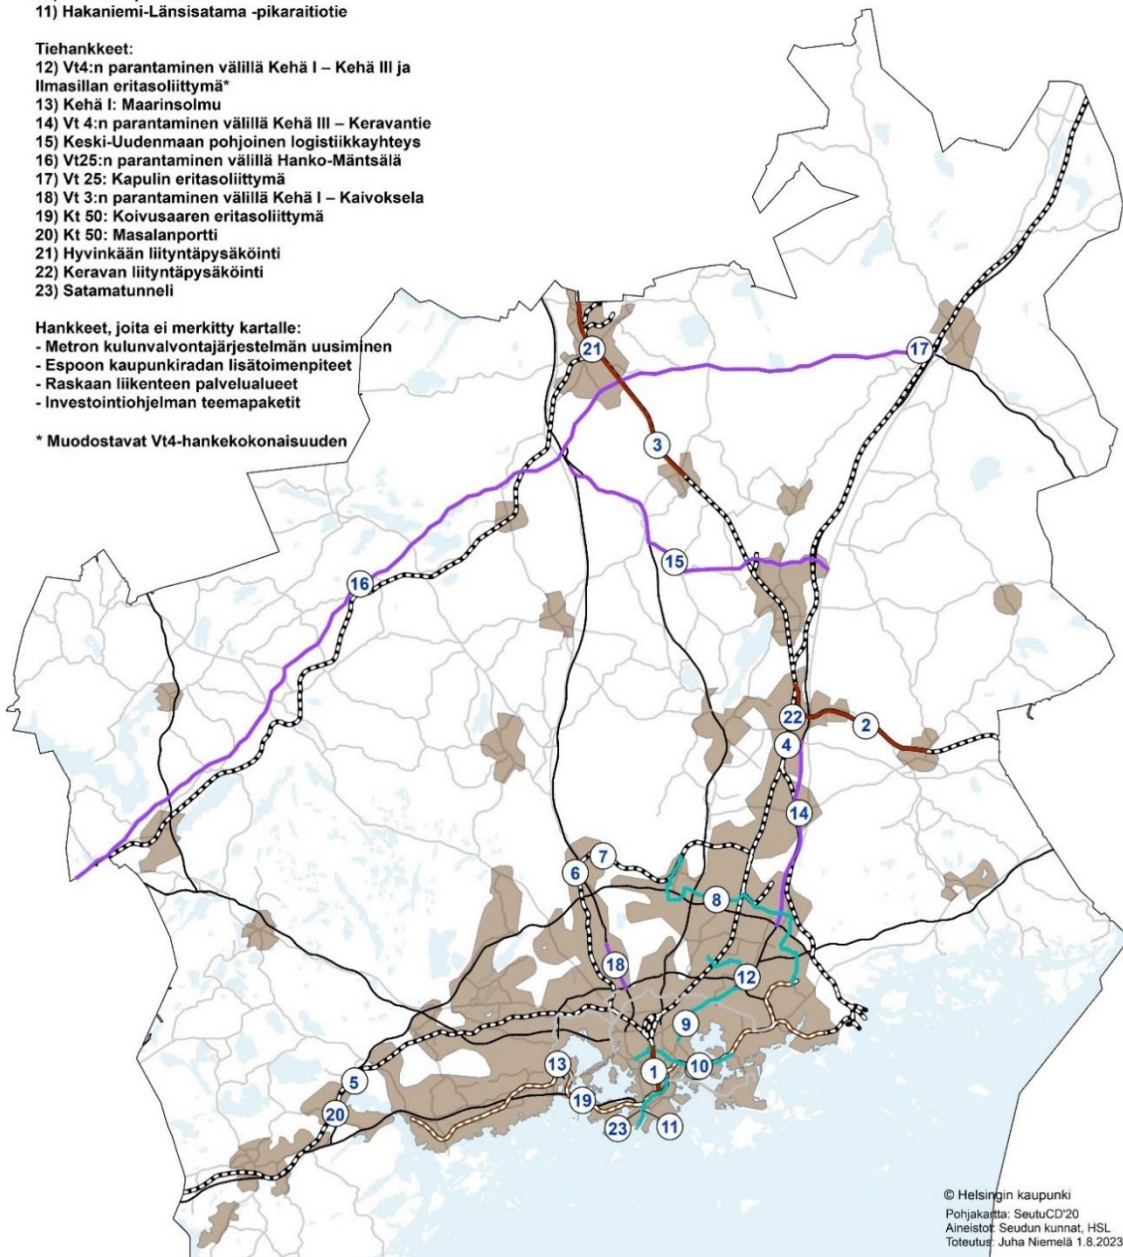 11) Hakaniemi-Länsisatama -pikaraitiotie
Tiehankkeet:
12) Vt4:n parantaminen välillä Kehä I – Kehä III ja
Ilmasillan eritasoliittymä*
13) Kehä I: Maarinsolmu
14) Vt 4:n parantaminen välillä Kehä III – Keravantie
15) Keski-Uudenmaan pohjoinen logistiikkayhteys
16) Vt25:n parantaminen välillä Hanko-Mäntsälä
17) Vt 25: Kapulin eritasoliittymä
18) Vt 3:n parantaminen välillä Kehä I – Kaivoksela
19) Kt 50: Koivusaaren eritasoliittymä
20) Kt 50: Masalanportti
21) Hyvinkään liityntäpysäköinti
22) Keravan liityntäpysäköinti
23) Satamatunneli
Hankkeet, joita ei merkitty kartalle:
- Metron kulunvalvontajärjestelmän uusiminen
- Espoon kaupunkiradan lisätoimenpiteet
- Raskaan liikenteen palvelualueet
- Investointiohjelman teemapaketit
* Muodostavat Vt4-hankekokonaisuuden
21
17
3
15
16
22
2
4
14
7
6
8
18
12
9
13
1
10
5
19
20
23
11
© Helsingin kaupunki
Pohjakartta: SeutuCD'20
Aineistot: Seudun kunnat, HSL
Toteutus: Juha Niemelä 1.8.2023